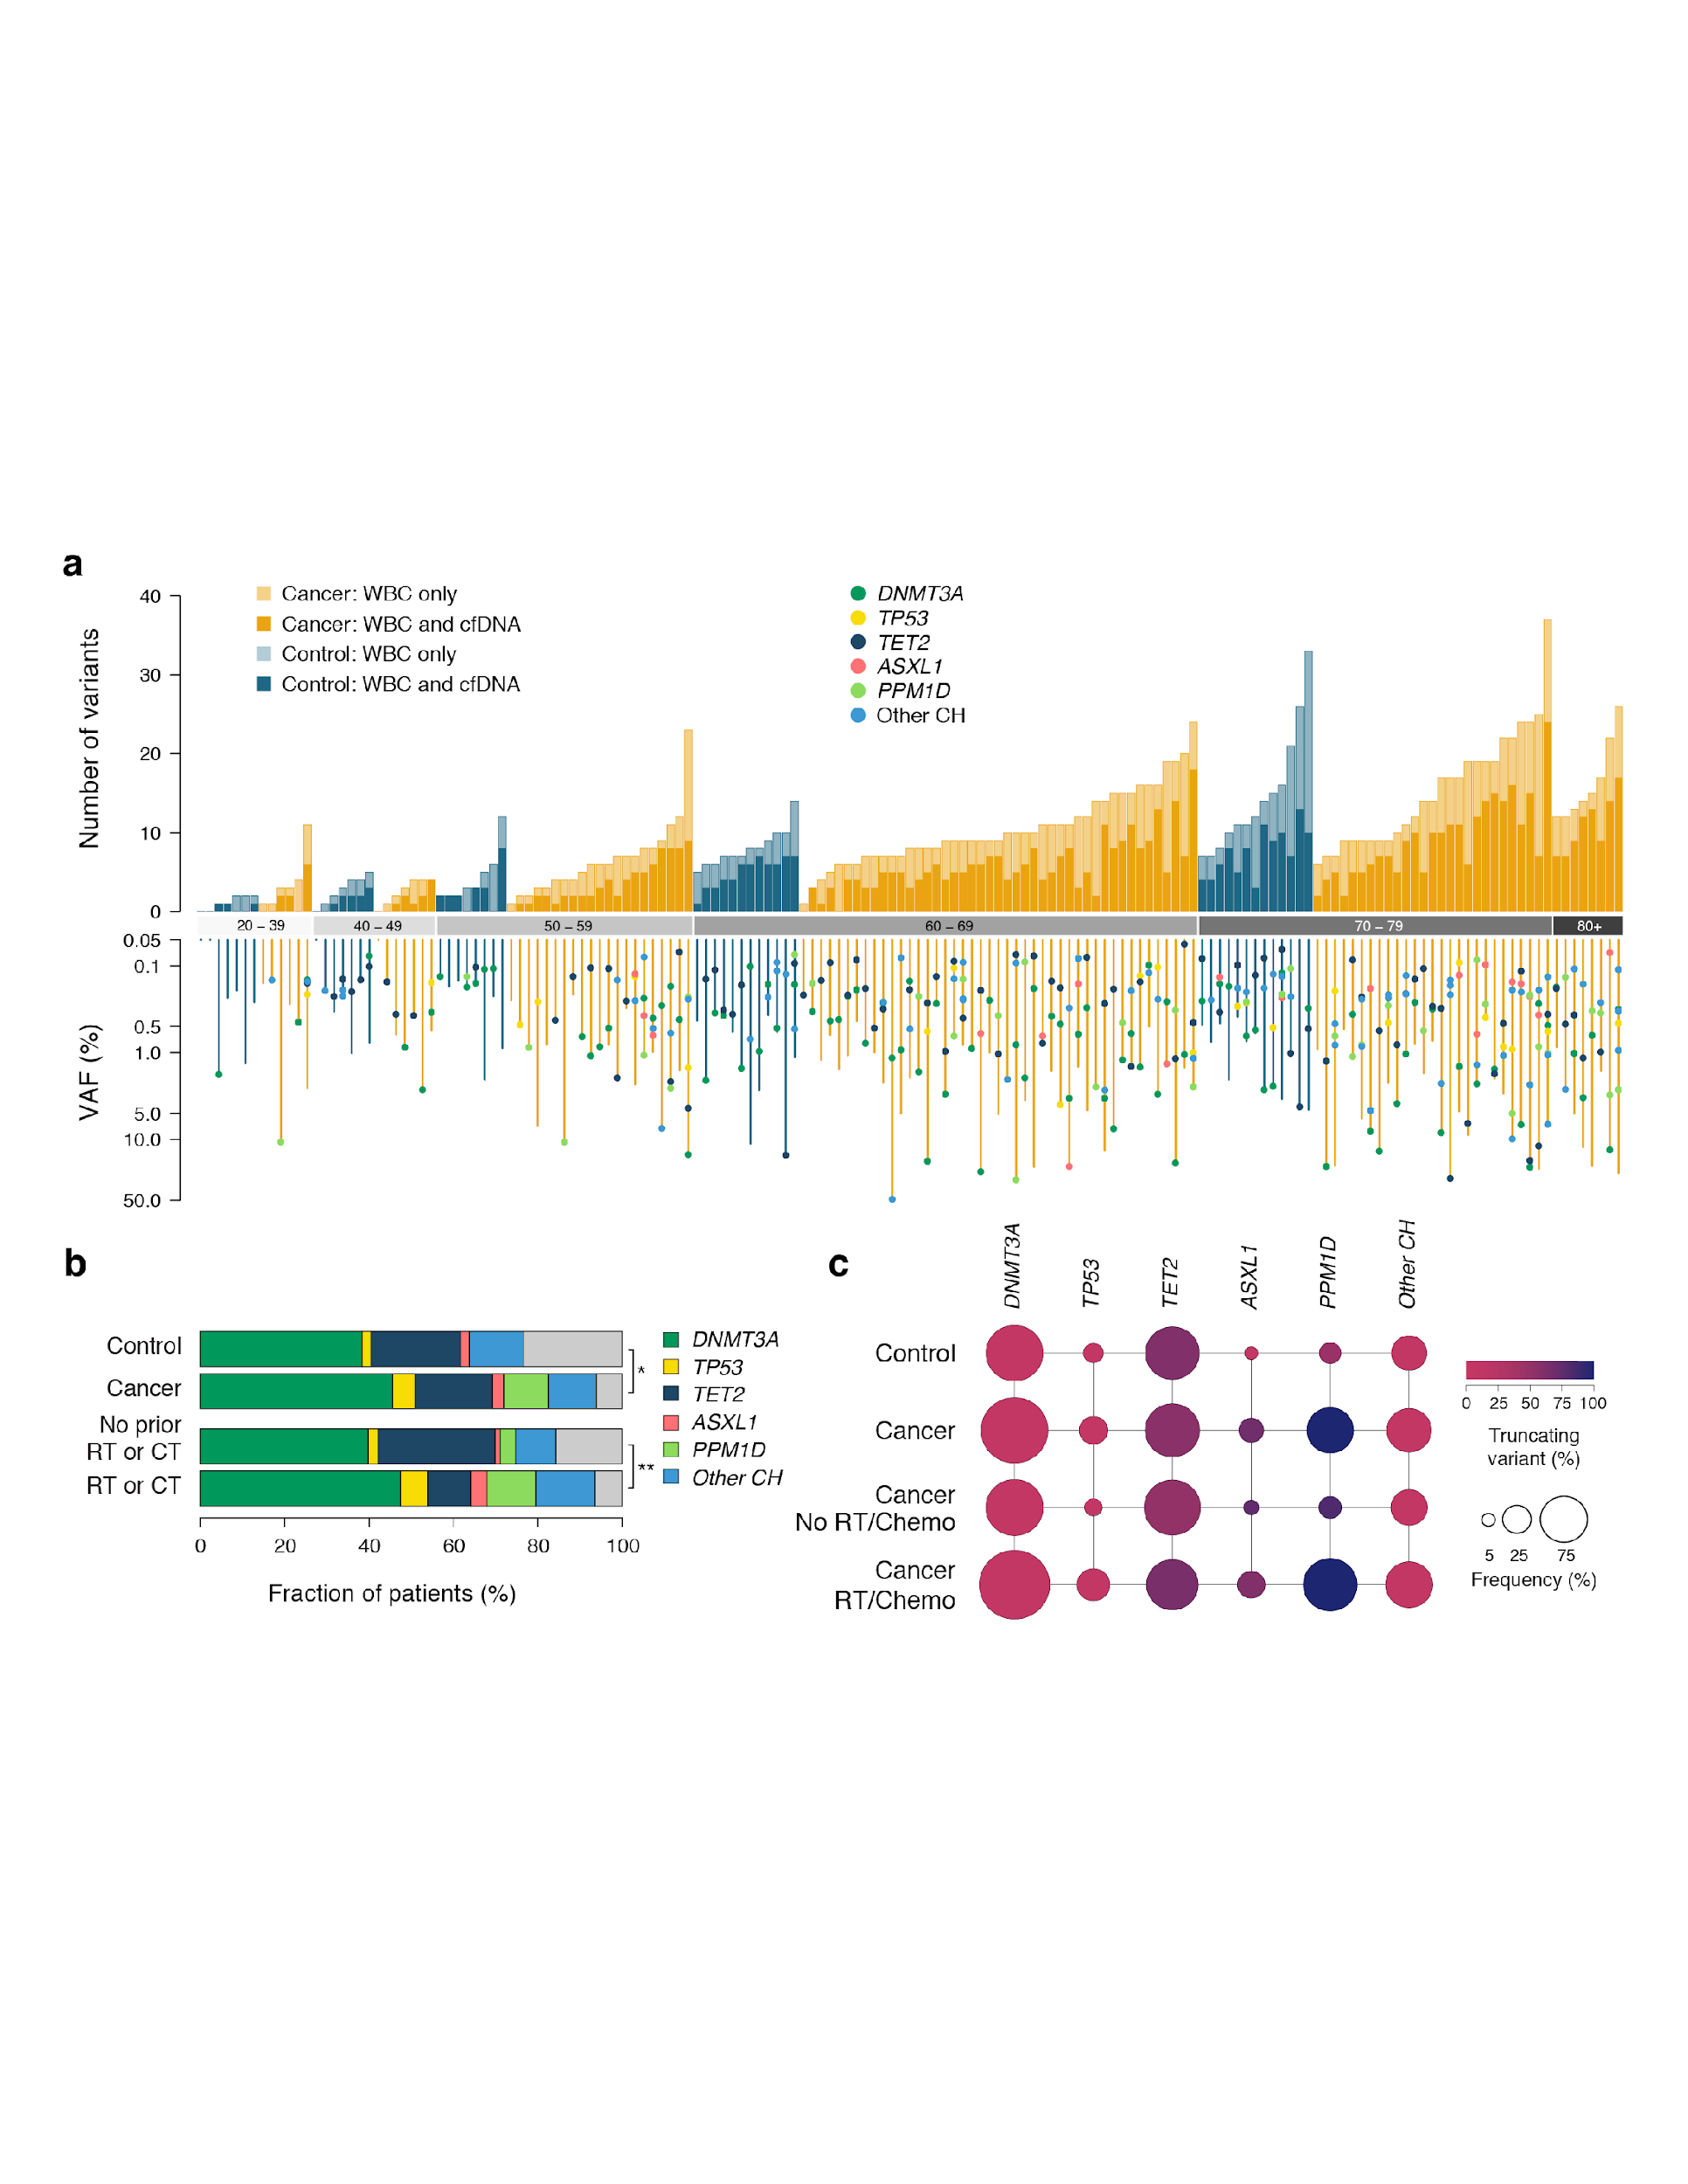 a
Number of variants
40
30
20
10
0
Cancer: WBC only
Cancer: WBC and cfDNA
Control: WBC only
Control: WBC and cfDNA
DNMT3A
TP53
TET2
ASXL1
PPM1D
Other CH
20 – 39
40 – 49
50 – 59
60 – 69
70 – 79
80+
VAF (%)
0.05
0.1
0.5
1.0
5.0
10.0
50.0
b
Control
Cancer
No prior
RT or CT
RT or CT
*
**
DNMT3A
TP53
TET2
ASXL1
PPM1D
Other CH
0 20 40 60 80 100
Fraction of patients (%)
c
DNMT3A
TP53
TET2
ASXL1
PPM1D
Other CH
Control
Cancer
Cancer
No RT/Chemo
Cancer
RT/Chemo
0 25 50 75 100
Truncating
variant (%)
5 25 75
Frequency (%)